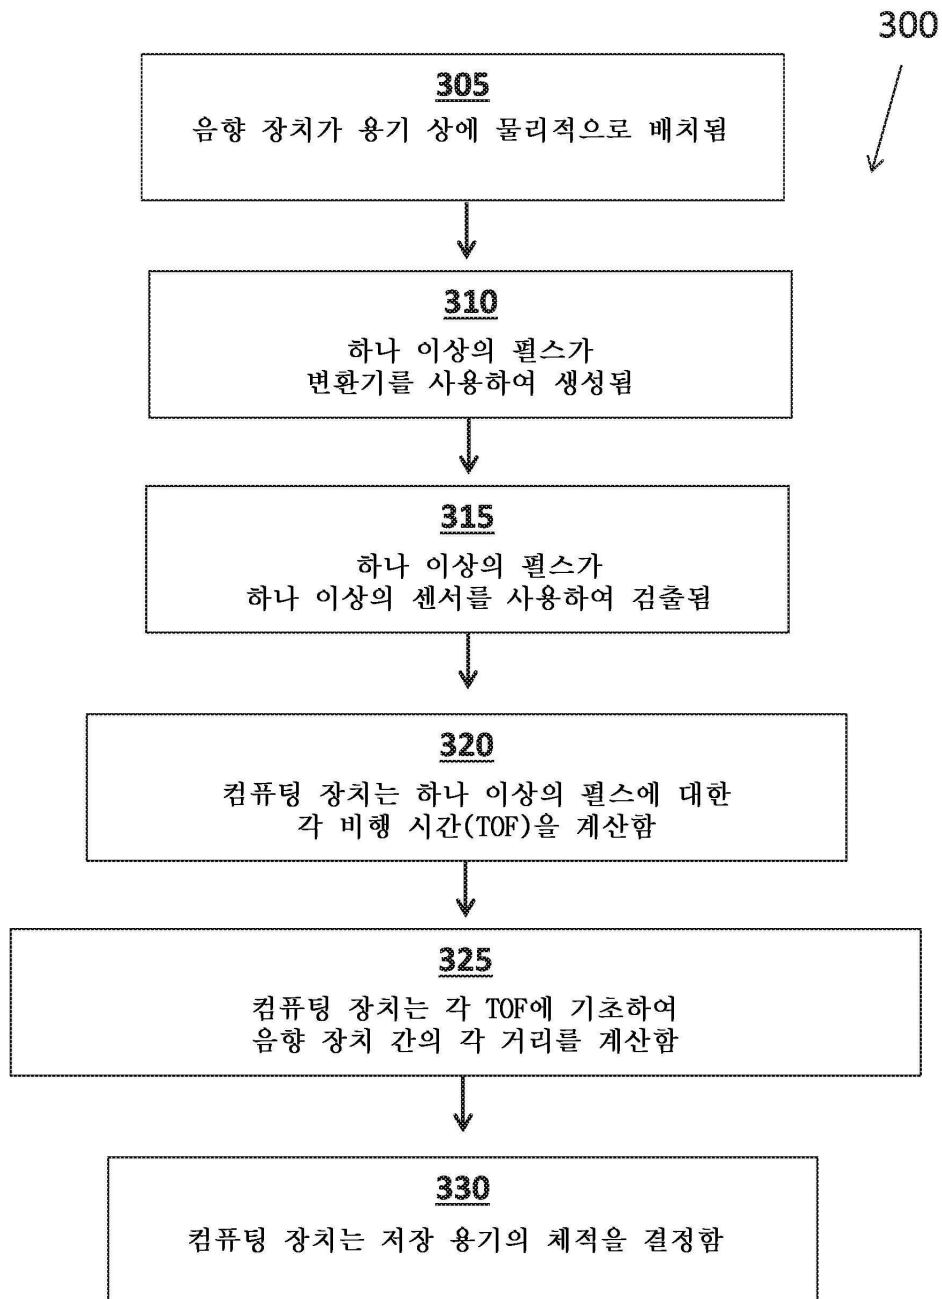 300
305
음향 장치가 용기 상에 물리적으로 배치됨
310
하나 이상의 펄스가
변환기를 사용하여 생성됨
315
하나 이상의 펄스가
하나 이상의 센서를 사용하여 검출됨
320
컴퓨팅 장치는 하나 이상의 펄스에 대한
각 비행 시간(TOF)을 계산함
325
컴퓨팅 장치는 각 TOF에 기초하여
음향 장치 간의 각 거리를 계산함
330
컴퓨팅 장치는 저장 용기의 체적을 결정함